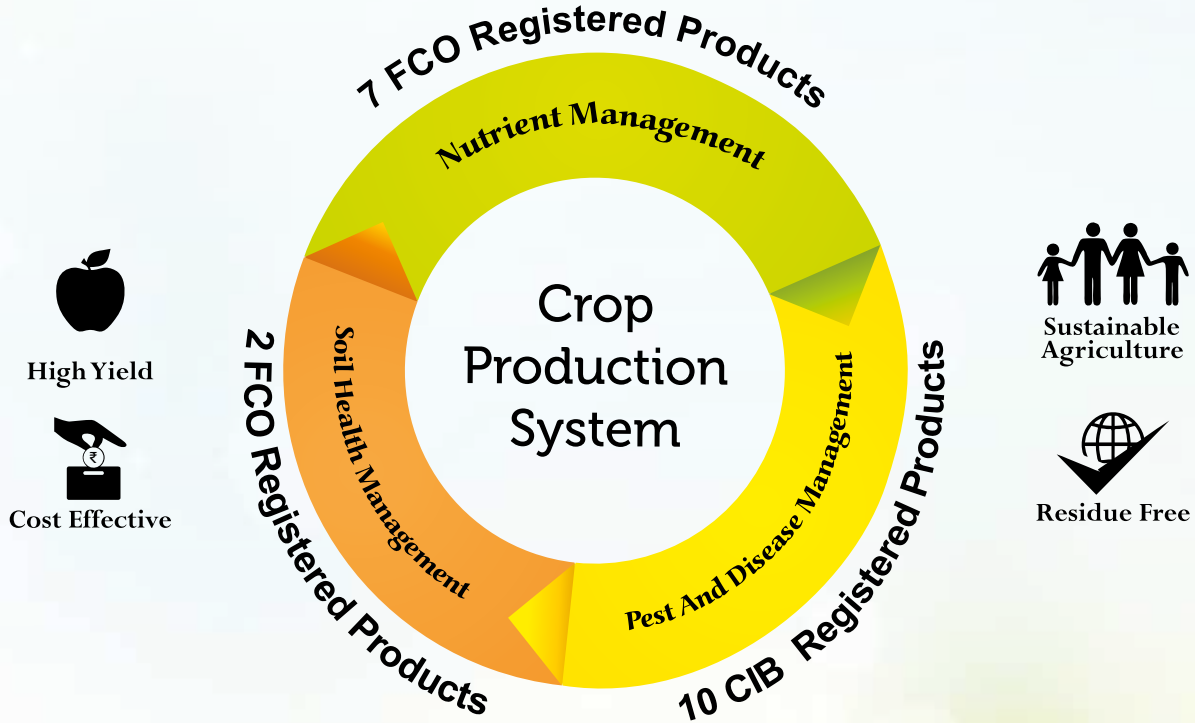 7 FCO Registered Products
Nutrient Management
Crop
Production
System
Soil Health Management
2 FCO Registered Products
Pest And Disease Management
10 CIB Registered Products
High Yield
₹
Cost Effective
Sustainable
Agriculture
Residue Free